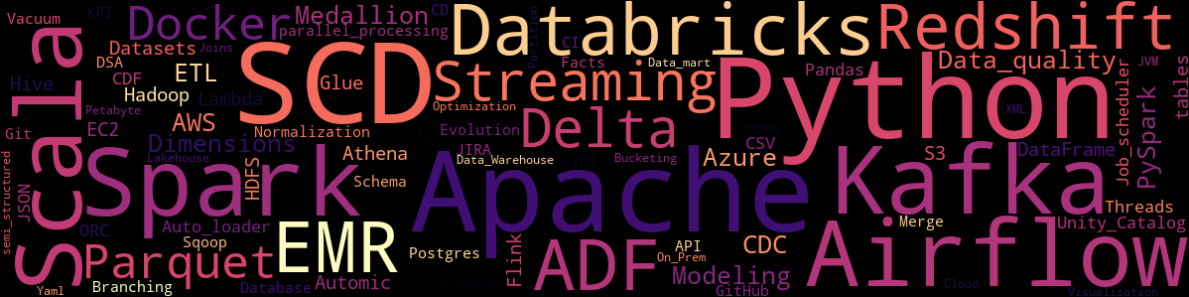 Vacuum
KPI
Docker
Medallion
CD
Databricks
Redshift
parallel_processing
Scala
Datasets
Joins
SCD
Partition
CI
DSA
CDF
ETL
Glue
Facts
Data_mart
Streaming
Python
Pandas
Data_quality
JVM
tables
Hive
Hadoop
Lambda
Petabyte
Optimization
XML
Job_scheduler
PySpark
Git
EC2
AWS
Normalization
Evolution
Delta
CSV
Dimensions
JIRA
Azure
S3
DataFrame
Lakehouse
Athena
Data_Warehouse
rdd
Bucketing
Kafka
semi_structured
JSON
Spark
HDFS
Schema
Apache
Threads
ORC
Auto_loader
Merge
Unity_Catalog
Sqoop
EMR
Postgres
Flink
ADF
API
CDC
Airflow
On_Prem
Parquet
Modeling
Automic
Yaml
Branching
Database
GitHub
Cloud
Visualisation